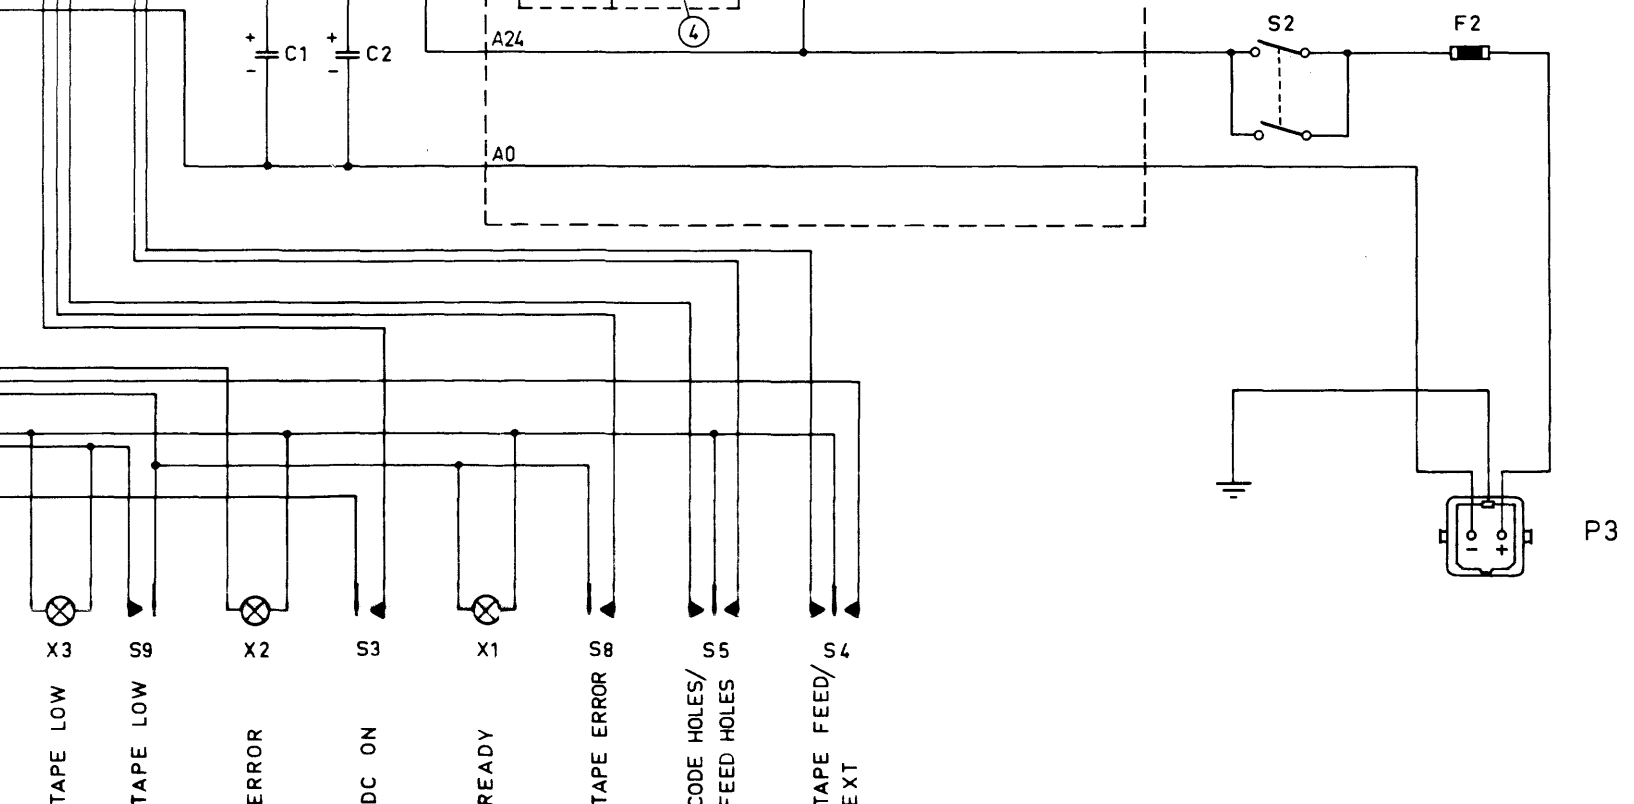 4
A24
S2
F2
+
C1
-
+
C2
-
A0
P3
-
+
X3
S9
X2
S3
X1
S8
S5
S4
TAPE LOW
TAPE LOW
ERROR
DC ON
READY
TAPE ERROR
CODE HOLES/
FEED HOLES
TAPE FEED/
EXT